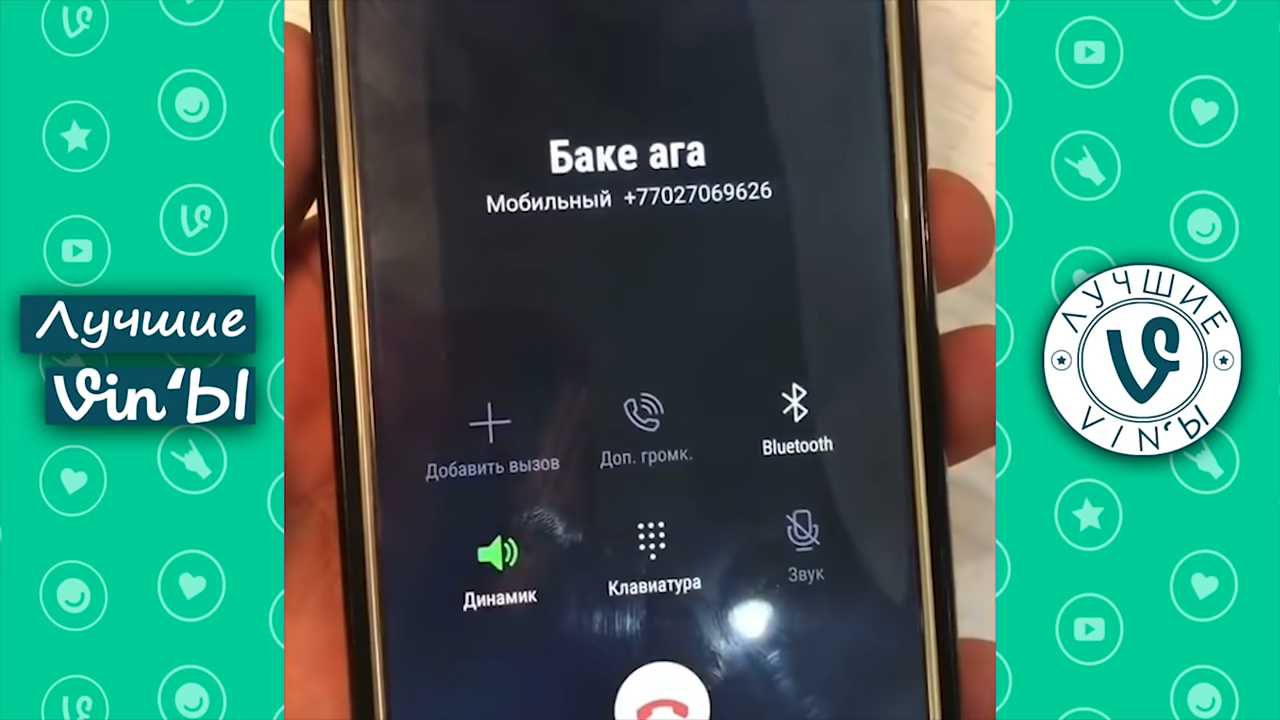 Баке ага
Мобильный +77027069626
Добавить вызов
Доп. громк.
Bluetooth
Динамик
Клавиатура
Звук
Лучшие
Vin‘Ы
ЛУЧШИЕ
V
VIN‘Ы